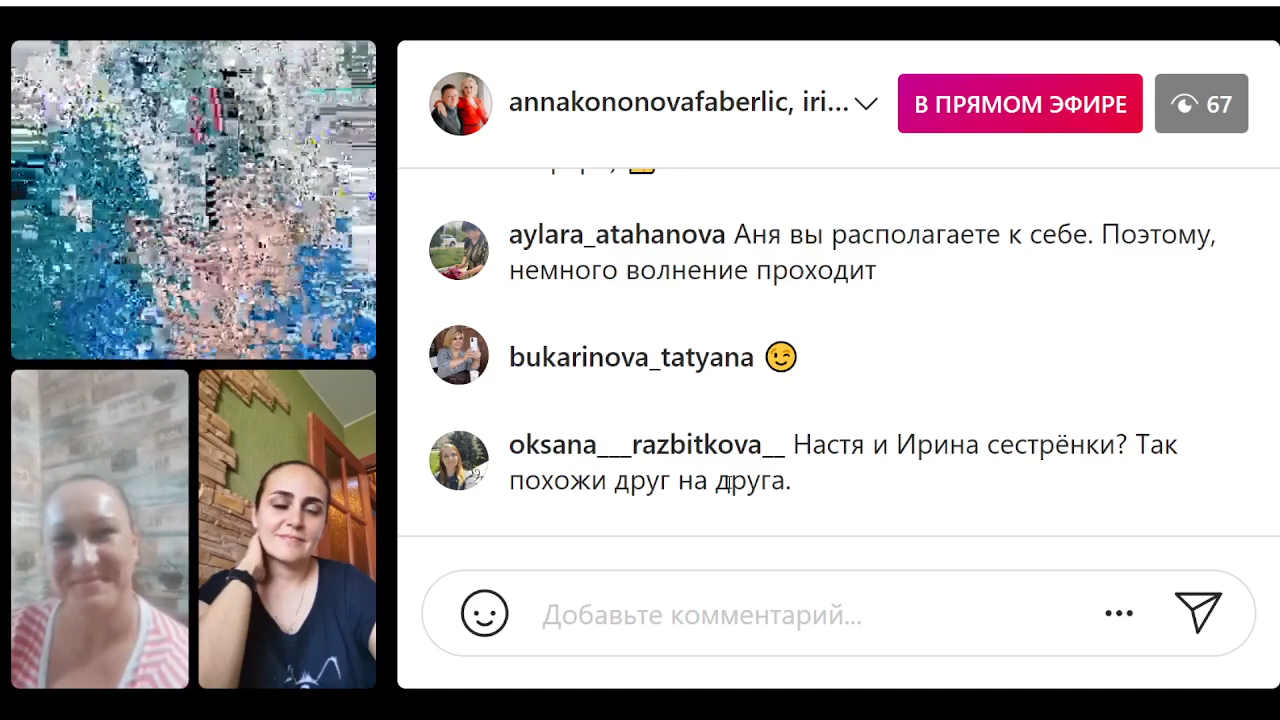 annakononovafaberlic, iri...
В ПРЯМОМ ЭФИРЕ
67
aylara_atahanova Аня вы располагаете к себе. Поэтому,
немного волнение проходит
bukarinova_tatyana 😉
oksana___razbitkova__ Настя и Ирина сестрёнки? Так
похожи друг на друга.
Добавьте комментарий...